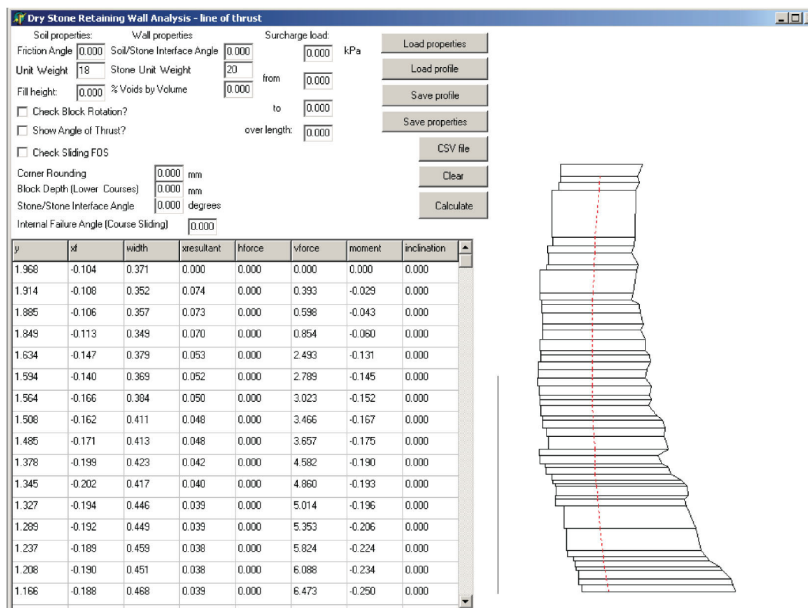 Dry Stone Retaining Wall Analysis - line of thrust
Soil properties: Wall properties Surcharge load:
Friction Angle 0.000 Soil/Stone Interface Angle 0.000 0.000 kPa
Unit Weight 18 Stone Unit Weight 20 from 0.000
Fill height: 0.000 % Voids by Volume 0.000
to 0.000
over length: 0.000
Check Block Rotation?
Show Angle of Thrust?
Check Sliding FOS
Corner Rounding 0.000 mm
Block Depth (Lower Courses) 0.000 mm
Stone/Stone Interface Angle 0.000 degrees
Internal Failure Angle (Course Sliding) 0.000
Load properties
Load profile
Save profile
Save properties
CSV file
Clear
Calculate
y xf width xresultant hforce vforce moment inclination
1.968 -0.104 0.371 0.000 0.000 0.000 0.000 0.000
1.914 -0.108 0.352 0.074 0.000 0.393 -0.029 0.000
1.885 -0.106 0.357 0.073 0.000 0.598 -0.043 0.000
1.849 -0.113 0.349 0.070 0.000 0.854 -0.060 0.000
1.634 -0.147 0.379 0.053 0.000 2.493 -0.131 0.000
1.594 -0.140 0.369 0.052 0.000 2.789 -0.145 0.000
1.564 -0.166 0.384 0.050 0.000 3.023 -0.152 0.000
1.508 -0.162 0.411 0.048 0.000 3.466 -0.167 0.000
1.485 -0.171 0.413 0.048 0.000 3.657 -0.175 0.000
1.378 -0.199 0.423 0.042 0.000 4.582 -0.190 0.000
1.345 -0.202 0.417 0.040 0.000 4.860 -0.193 0.000
1.327 -0.194 0.446 0.039 0.000 5.014 -0.196 0.000
1.289 -0.192 0.449 0.039 0.000 5.353 -0.206 0.000
1.237 -0.189 0.459 0.038 0.000 5.824 -0.224 0.000
1.208 -0.190 0.451 0.038 0.000 6.088 -0.234 0.000
1.166 -0.188 0.468 0.039 0.000 6.473 -0.250 0.000